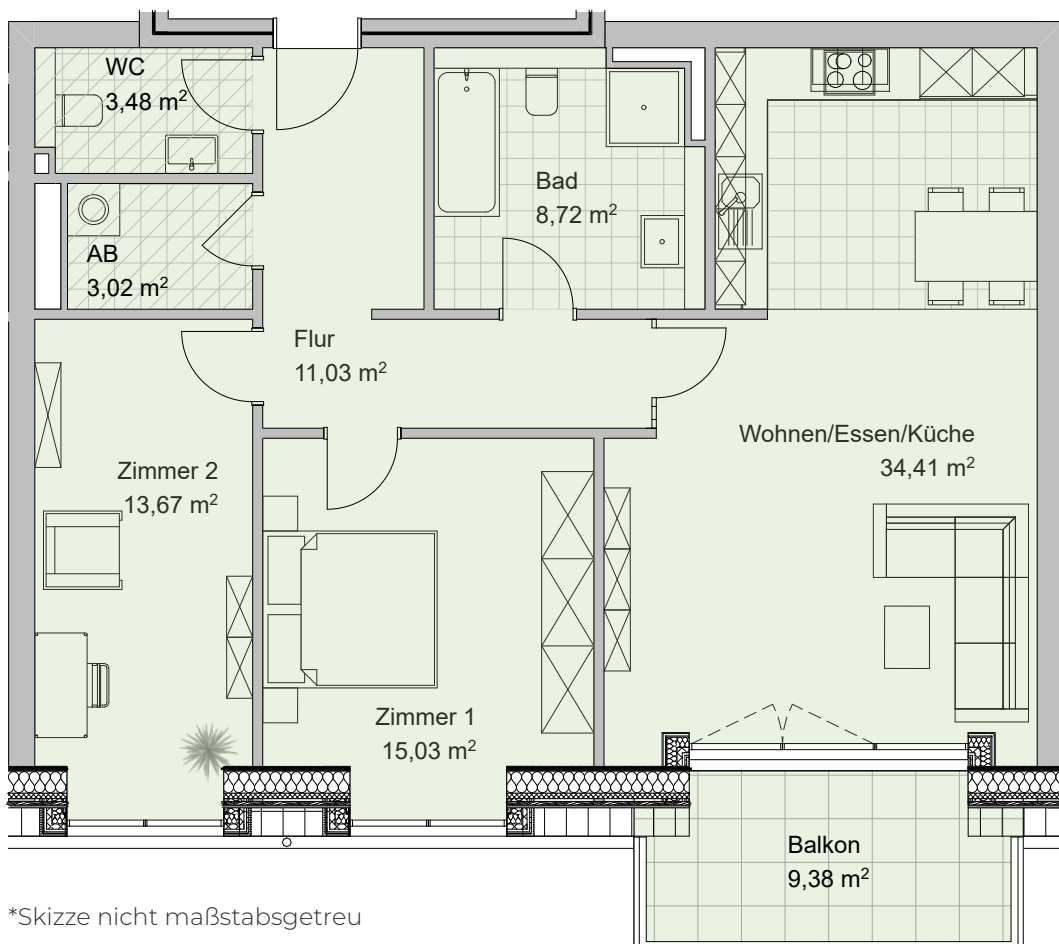 WC
3,48 m²
Bad
8,72 m²
AB
3,02 m²
Flur
11,03 m²
Wohnen/Essen/Küche
34,41 m²
Zimmer 2
13,67 m²
Zimmer 1
15,03 m²
Balkon
9,38 m²
*Skizze nicht maßstabsgetreu